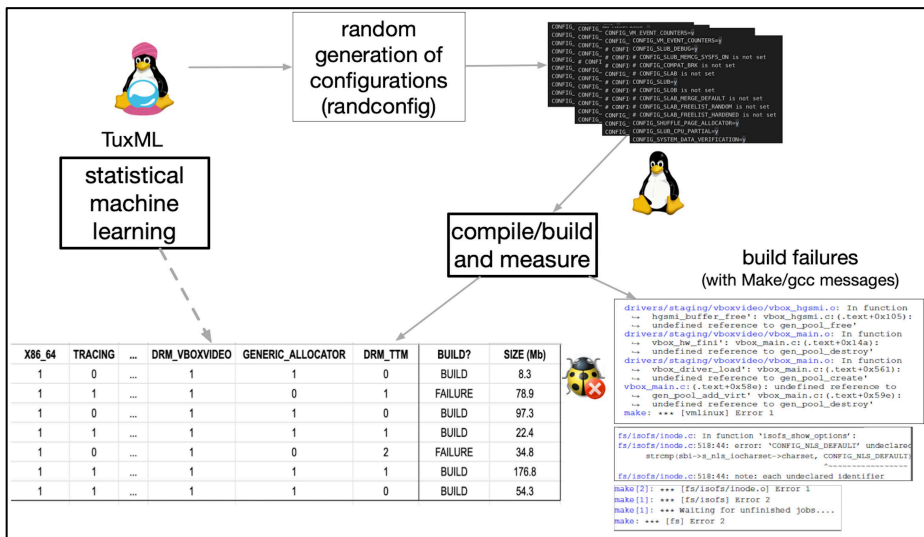 random
generation of
configurations
(randconfig)
TuxML
statistical
machine
learning
CONFIG_VM_EVENT_COUNTERS=y
CONFIG_VM_EVENT_COUNTERS=y
CONFIG_SLUB_DEBUG=y
# CONFIG_SLUB_MEMCG_SYSFS_ON is not set
# CONFIG_COMPAT_BRK is not set
# CONFIG_SLAB is not set
CONFIG_SLUB=y
# CONFIG_SLOB is not set
# CONFIG_SLAB_MERGE_DEFAULT is not set
# CONFIG_SLAB_FREELIST_RANDOM is not set
# CONFIG_SLAB_FREELIST_HARDENED is not set
CONFIG_SHUFFLE_PAGE_ALLOCATOR=y
CONFIG_SLUB_CPU_PARTIAL=y
CONFIG_SYSTEM_DATA_VERIFICATION=y
compile/build
and measure
build failures
(with Make/gcc messages)
drivers/staging/vboxvideo/vbox_hgsmi.o: In function
↪ hgsmi_buffer_free': vbox_hgsmi.c:(.text+0x105):
↪ undefined reference to gen_pool_free'
drivers/staging/vboxvideo/vbox_main.o: In function
↪ vbox_hw_fini': vbox_main.c:(.text+0x14a):
↪ undefined reference to gen_pool_destroy'
drivers/staging/vboxvideo/vbox_main.o: In function
↪ vbox_driver_load': vbox_main.c:(.text+0x561):
↪ undefined reference to gen_pool_create'
vbox_main.c:(.text+0x58e): undefined reference to
↪ gen_pool_add_virt' vbox_main.c:(.text+0x59e):
↪ undefined reference to gen_pool_destroy'
make: *** [vmlinux] Error 1
fs/isofs/inode.c: In function 'isofs_show_options':
fs/isofs/inode.c:518:44: error: 'CONFIG_NLS_DEFAULT' undeclared
strcmp(sbi->s_nls_iocharset->charset, CONFIG_NLS_DEFAULT)
^~~~~~~~~~~~~~~~~~
fs/isofs/inode.c:518:44: note: each undeclared identifier
make[2]: *** [fs/isofs/inode.o] Error 1
make[1]: *** [fs/isofs] Error 2
make[1]: *** Waiting for unfinished jobs....
make: *** [fs] Error 2
X86_64 TRACING ... DRM_VBOXVIDEO GENERIC_ALLOCATOR DRM_TTM BUILD? SIZE (Mb)
1 0 ... 1 1 0 BUILD 8.3
1 1 ... 1 0 1 FAILURE 78.9
1 0 ... 1 1 0 BUILD 97.3
1 1 ... 1 1 1 BUILD 22.4
1 0 ... 1 0 2 FAILURE 34.8
1 1 ... 1 1 1 BUILD 176.8
1 1 ... 1 1 0 BUILD 54.3